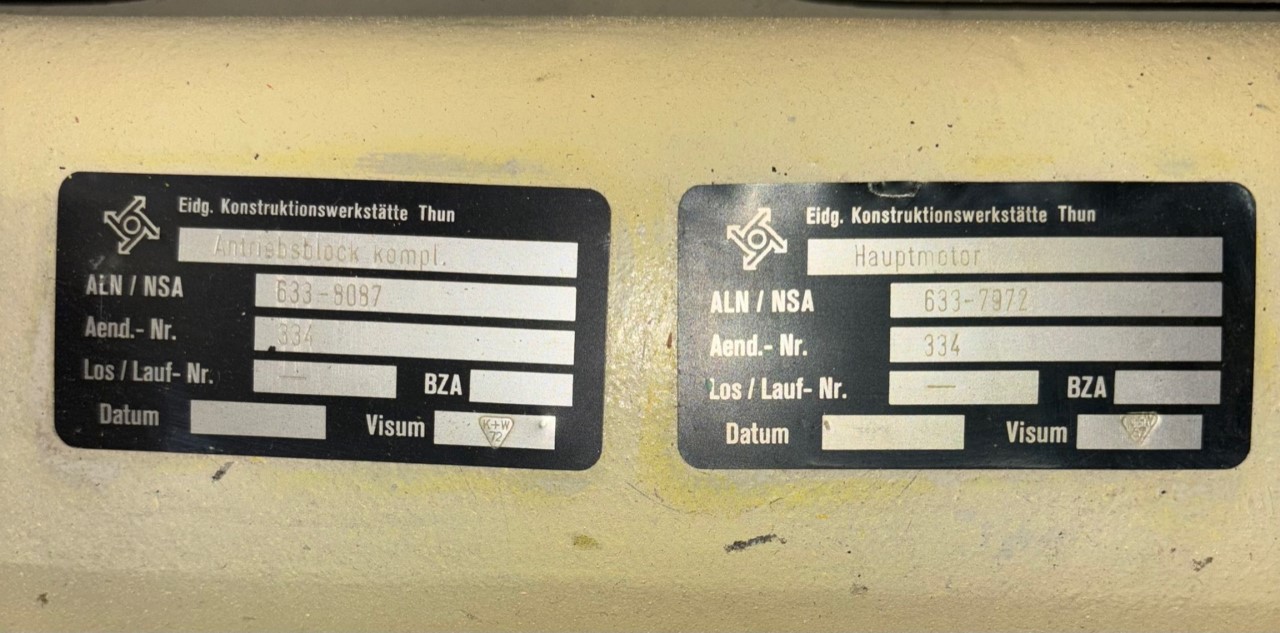 Eidg. Konstruktionswerkstätte Thun
Antriebsblock kompl.
ALN / NSA 633-8087
Aend.- Nr. 334
Los / Lauf- Nr. — BZA
Datum Visum K+W 72
Eidg. Konstruktionswerkstätte Thun
Hauptmotor
ALN / NSA 633-7972
Aend.- Nr. 334
Los / Lauf- Nr. — BZA
Datum Visum